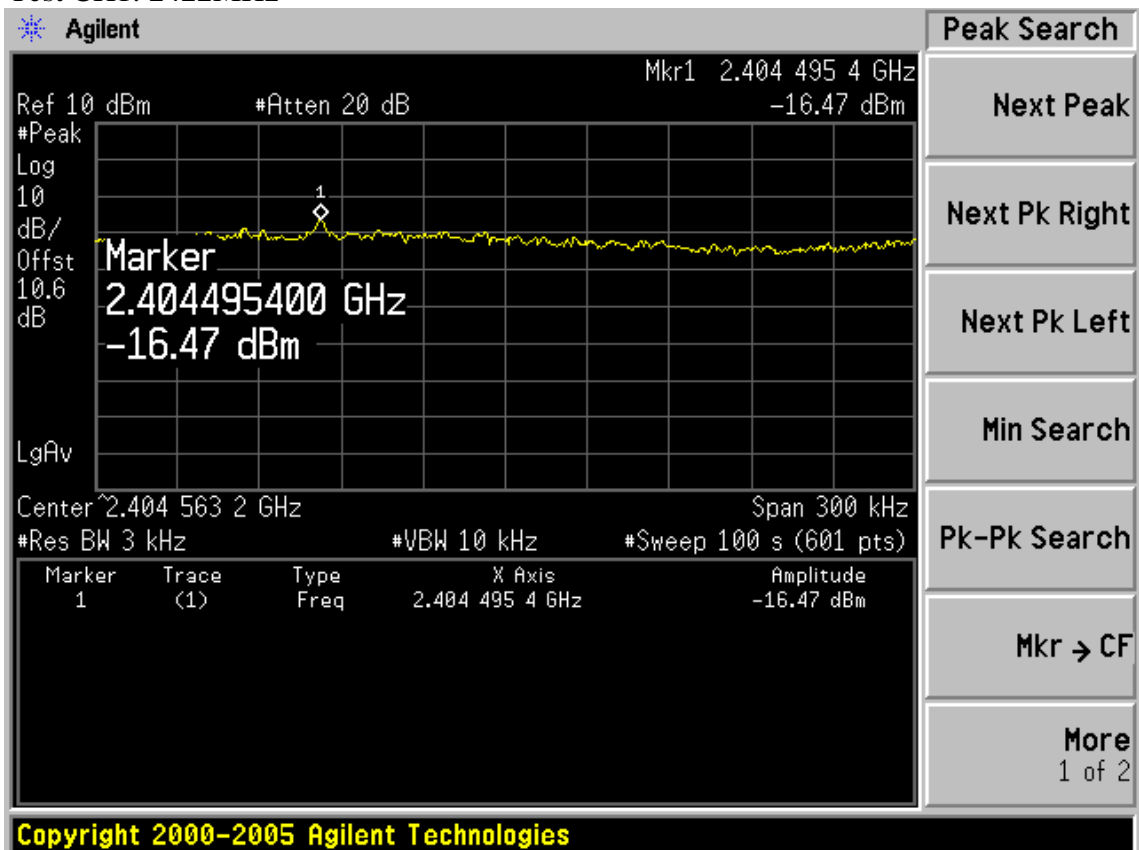 Agilent
Peak Search
Mkr1 2.404 495 4 GHz
Ref 10 dBm #Atten 20 dB -16.47 dBm
#Peak
Log
10
dB/
Offst
10.6
dB
LgAv
1
Marker
2.404495400 GHz
-16.47 dBm
Center ^2.404 563 2 GHz Span 300 kHz
#Res BW 3 kHz #VBW 10 kHz #Sweep 100 s (601 pts)
Marker Trace Type X Axis Amplitude
1 (1) Freq 2.404 495 4 GHz -16.47 dBm
Next Peak
Next Pk Right
Next Pk Left
Min Search
Pk-Pk Search
Mkr → CF
More
1 of 2
Copyright 2000-2005 Agilent Technologies